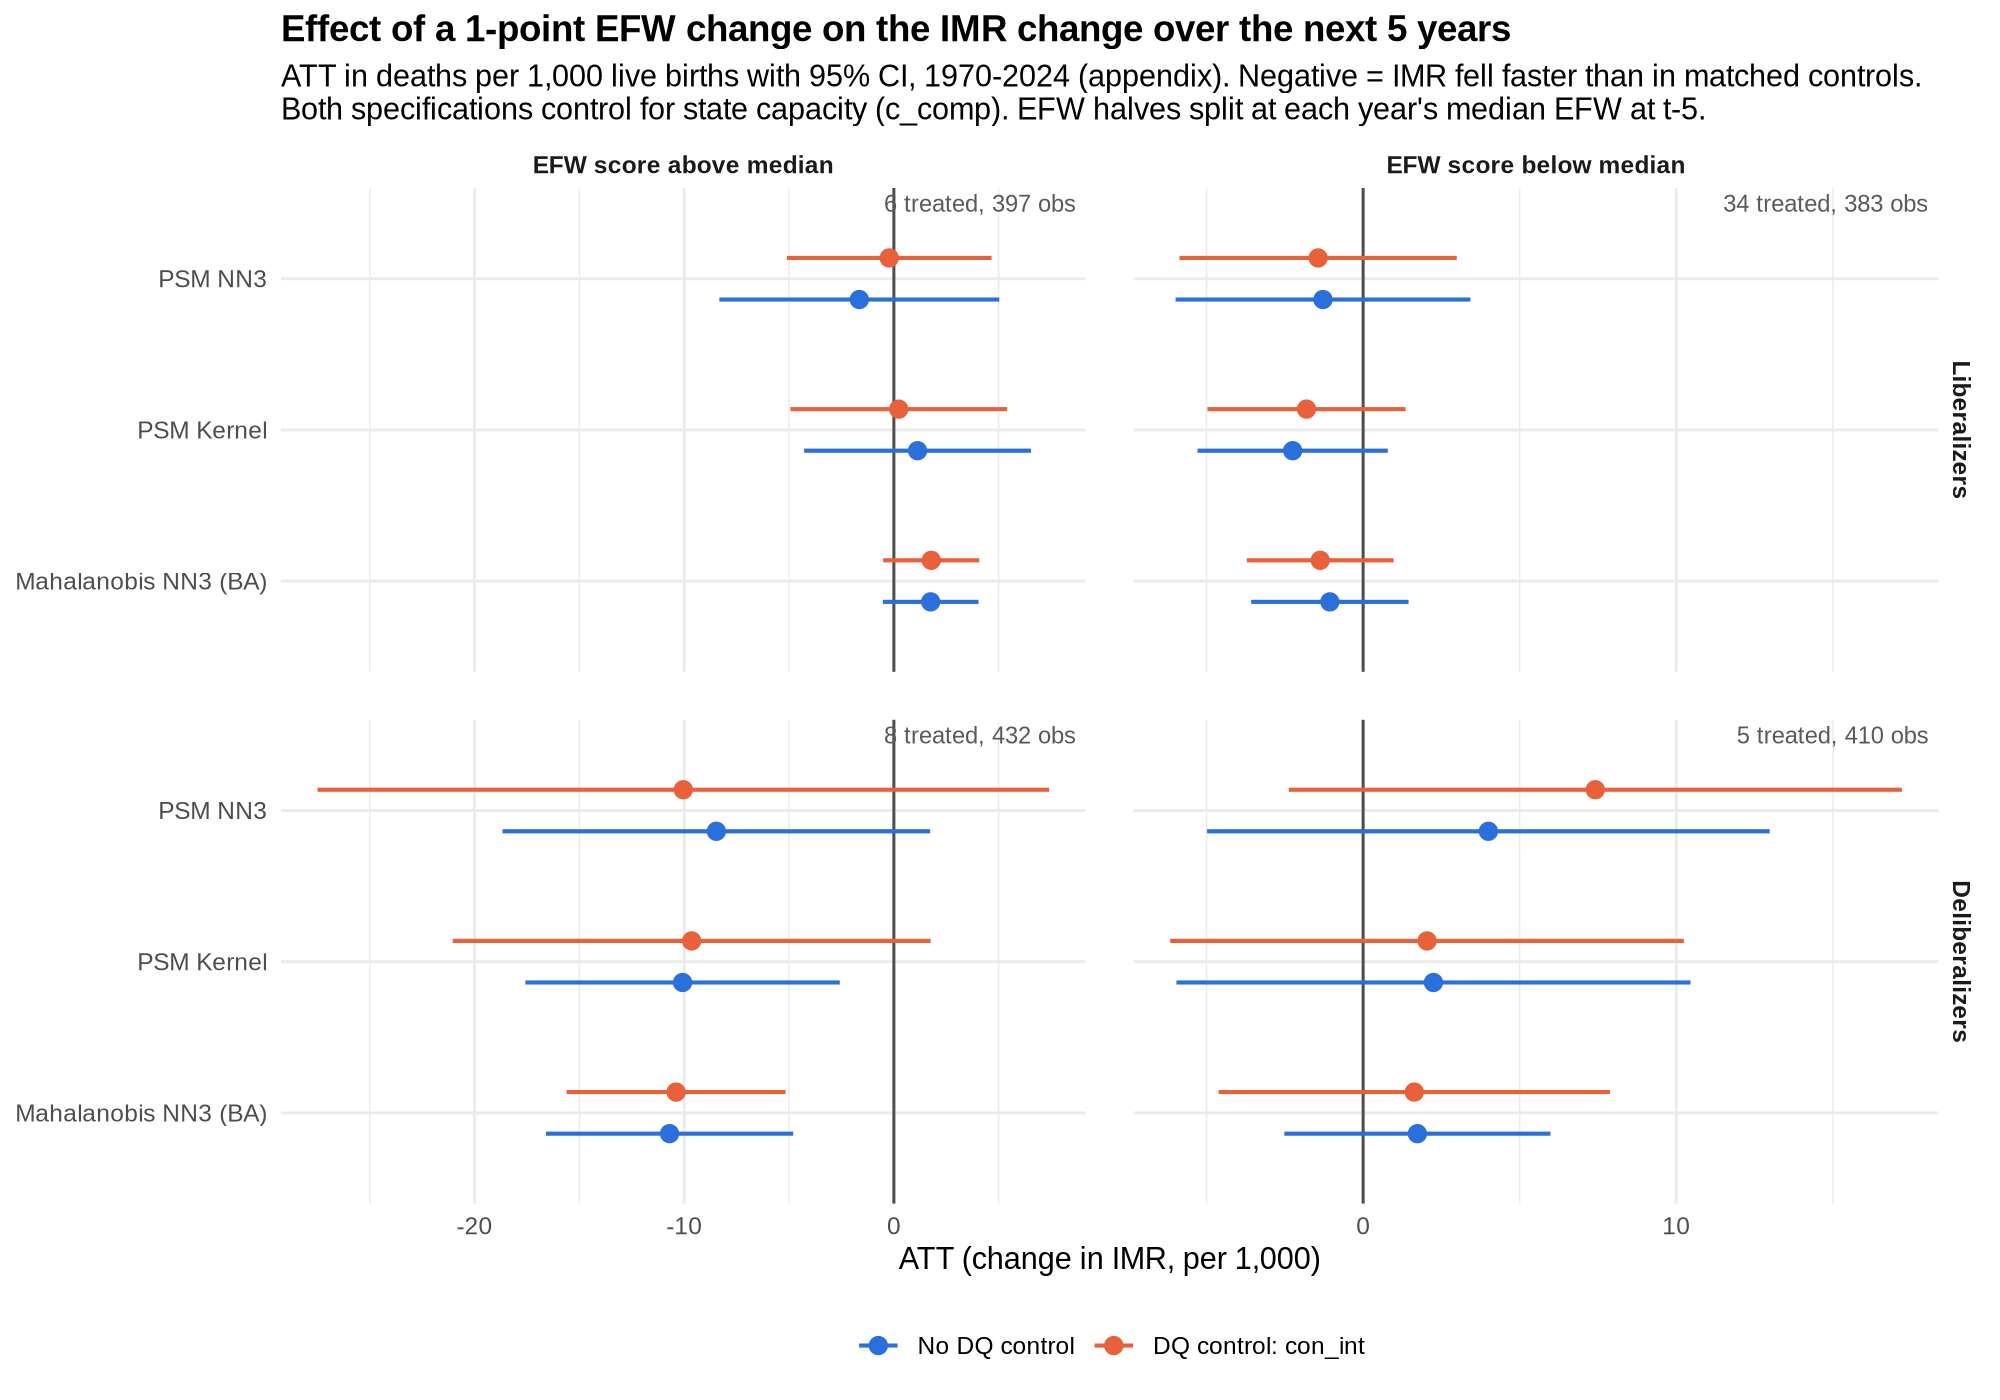 Effect of a 1-point EFW change on the IMR change over the next 5 years
ATT in deaths per 1,000 live births with 95% CI, 1970-2024 (appendix). Negative = IMR fell faster than in matched controls.
Both specifications control for state capacity (c_comp). EFW halves split at each year's median EFW at t-5.
EFW score above median
EFW score below median
6 treated, 397 obs
34 treated, 383 obs
PSM NN3
PSM Kernel
Mahalanobis NN3 (BA)
Liberalizers
8 treated, 432 obs
5 treated, 410 obs
PSM NN3
PSM Kernel
Mahalanobis NN3 (BA)
Deliberalizers
-20 -10 0 0 10
ATT (change in IMR, per 1,000)
No DQ control DQ control: con_int